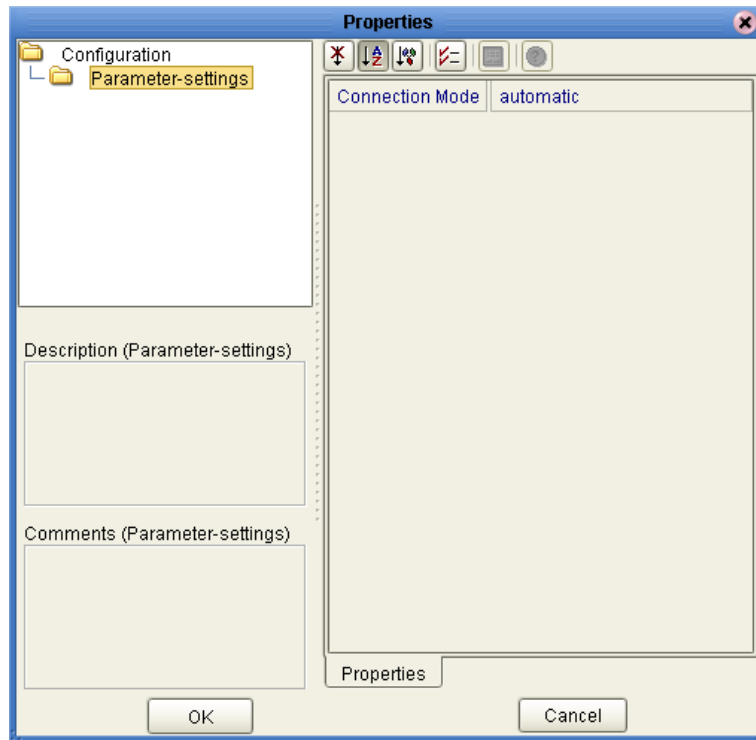 Properties
Configuration
Parameter-settings
Connection Mode automatic
Description (Parameter-settings)
Comments (Parameter-settings)
Properties
OK Cancel